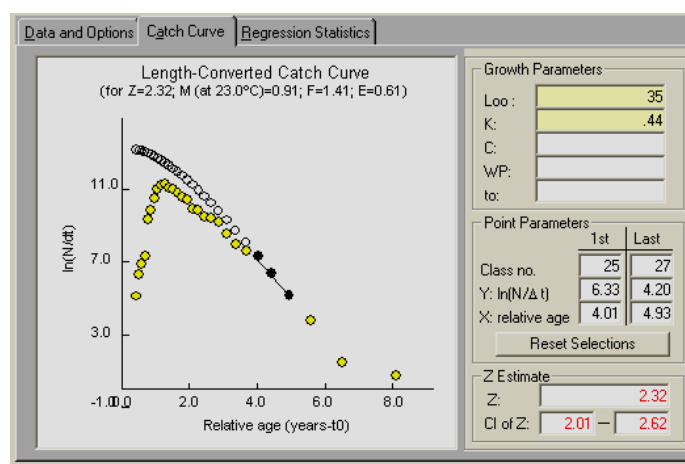 Data and Options Catch Curve Regression Statistics
Length-Converted Catch Curve
(for Z=2.32; M (at 23.0ºC)=0.91; F=1.41; E=0.61)
ln(N/dt)
11.0
7.0
3.0
-1.0
0.0 2.0 4.0 6.0 8.0
Relative age (years-t0)
Growth Parameters
Loo : 35
K: .44
C:
WP:
to:
Point Parameters
1st Last
Class no. 25 27
Y: ln(N/Δ t) 6.33 4.20
X: relative age 4.01 4.93
Reset Selections
Z Estimate
Z: 2.32
CI of Z: 2.01 — 2.62